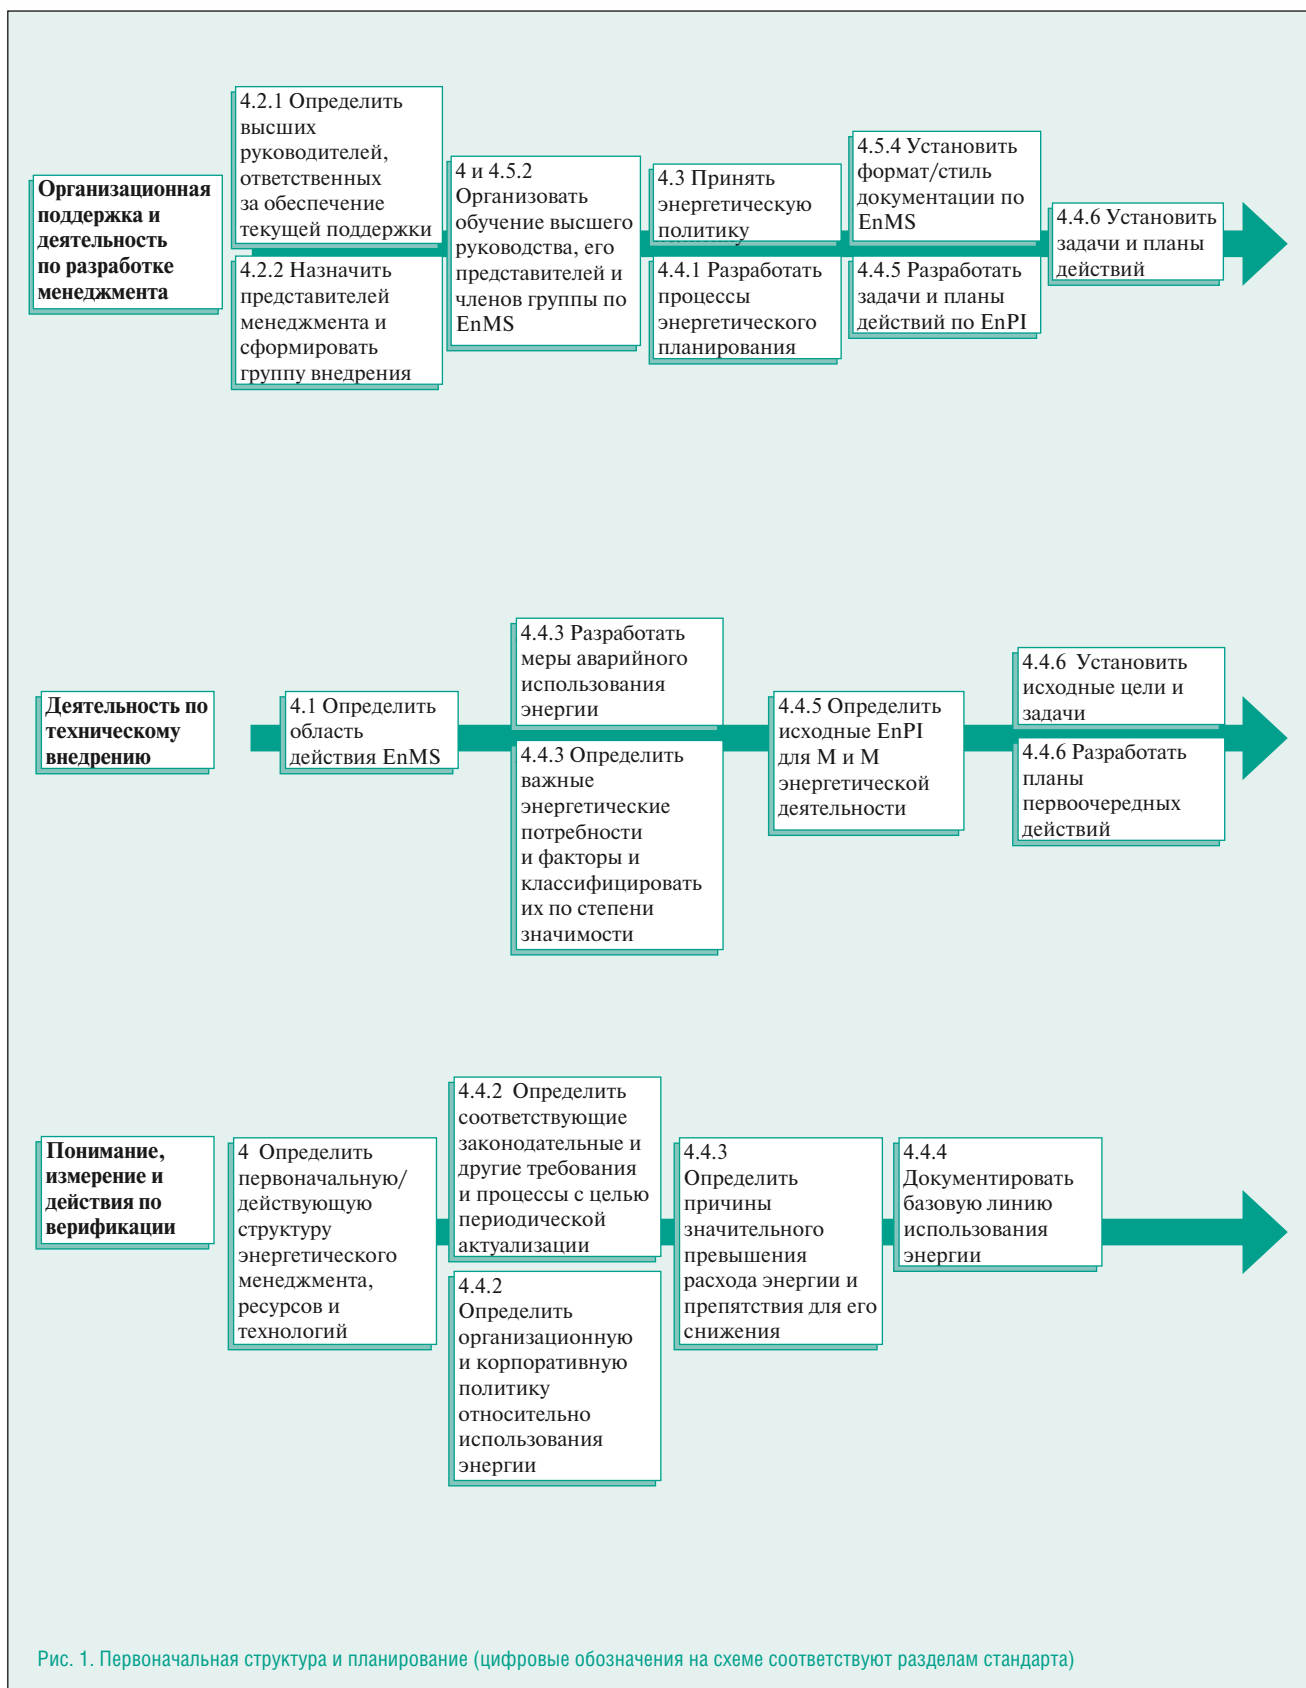 Организационная
поддержка и
деятельность
по разработке
менеджмента
4.2.1 Определить
высших
руководителей,
ответственных
за обеспечение
текущей поддержки
4.2.2 Назначить
представителей
менеджмента и
сформировать
группу внедрения
4 и 4.5.2
Организовать
обучение высшего
руководства, его
представителей и
членов группы по
EnMS
4.3 Принять
энергетическую
политику
4.4.1 Разработать
процессы
энергетического
планирования
4.5.4 Установить
формат/стиль
документации по
EnMS
4.4.5 Разработать
задачи и планы
действий по EnPI
4.4.6 Установить
задачи и планы
действий
Деятельность по
техническому
внедрению
4.1 Определить
область
действия EnMS
4.4.3 Разработать
меры аварийного
использования
энергии
4.4.3 Определить
важные
энергетические
потребности
и факторы и
классифицировать
их по степени
значимости
4.4.5 Определить
исходные EnPI
для М и М
энергетической
деятельности
4.4.6 Установить
исходные цели и
задачи
4.4.6 Разработать
планы
первоочередных
действий
Понимание,
измерение и
действия по
верификации
4 Определить
первоначальную/
действующую
структуру
энергетического
менеджмента,
ресурсов и
технологий
4.4.2 Определить
соответствующие
законодательные и
другие требования
и процессы с целью
периодической
актуализации
4.4.2
Определить
организационную
и корпоративную
политику
относительно
использования
энергии
4.4.3
Определить
причины
значительного
превышения
расхода энергии и
препятствия для его
снижения
4.4.4
Документировать
базовую линию
использования
энергии
Рис. 1. Первоначальная структура и планирование (цифровые обозначения на схеме соответствуют разделам стандарта)